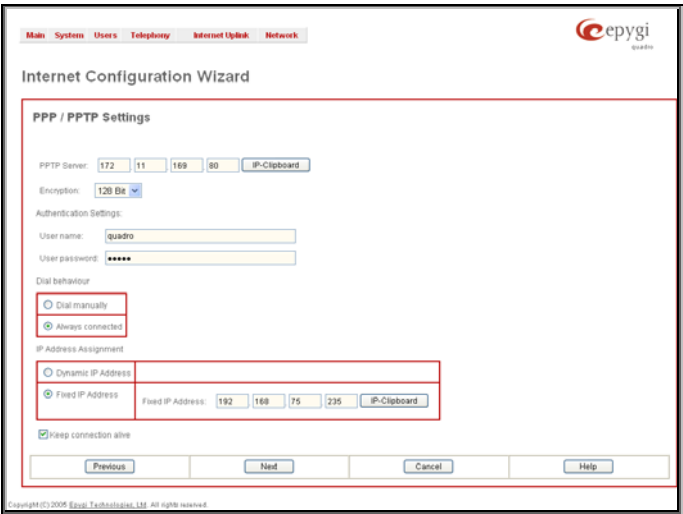 Main System Users Telephony Internet Uplink Network
epygi
quadro
Internet Configuration Wizard
PPP / PPTP Settings
PPTP Server: 172 11 169 80 IP-Clipboard
Encryption: 128 Bit
Authentication Settings:
User name: quadro
User password: •••••
Dial behaviour
Dial manually
Always connected
IP Address Assignment
Dynamic IP Address
Fixed IP Address Fixed IP Address: 192 168 75 235 IP-Clipboard
Keep connection alive
Previous Next Cancel Help
Copyright (C) 2005 Epygi Technologies, Ltd. All rights reserved.